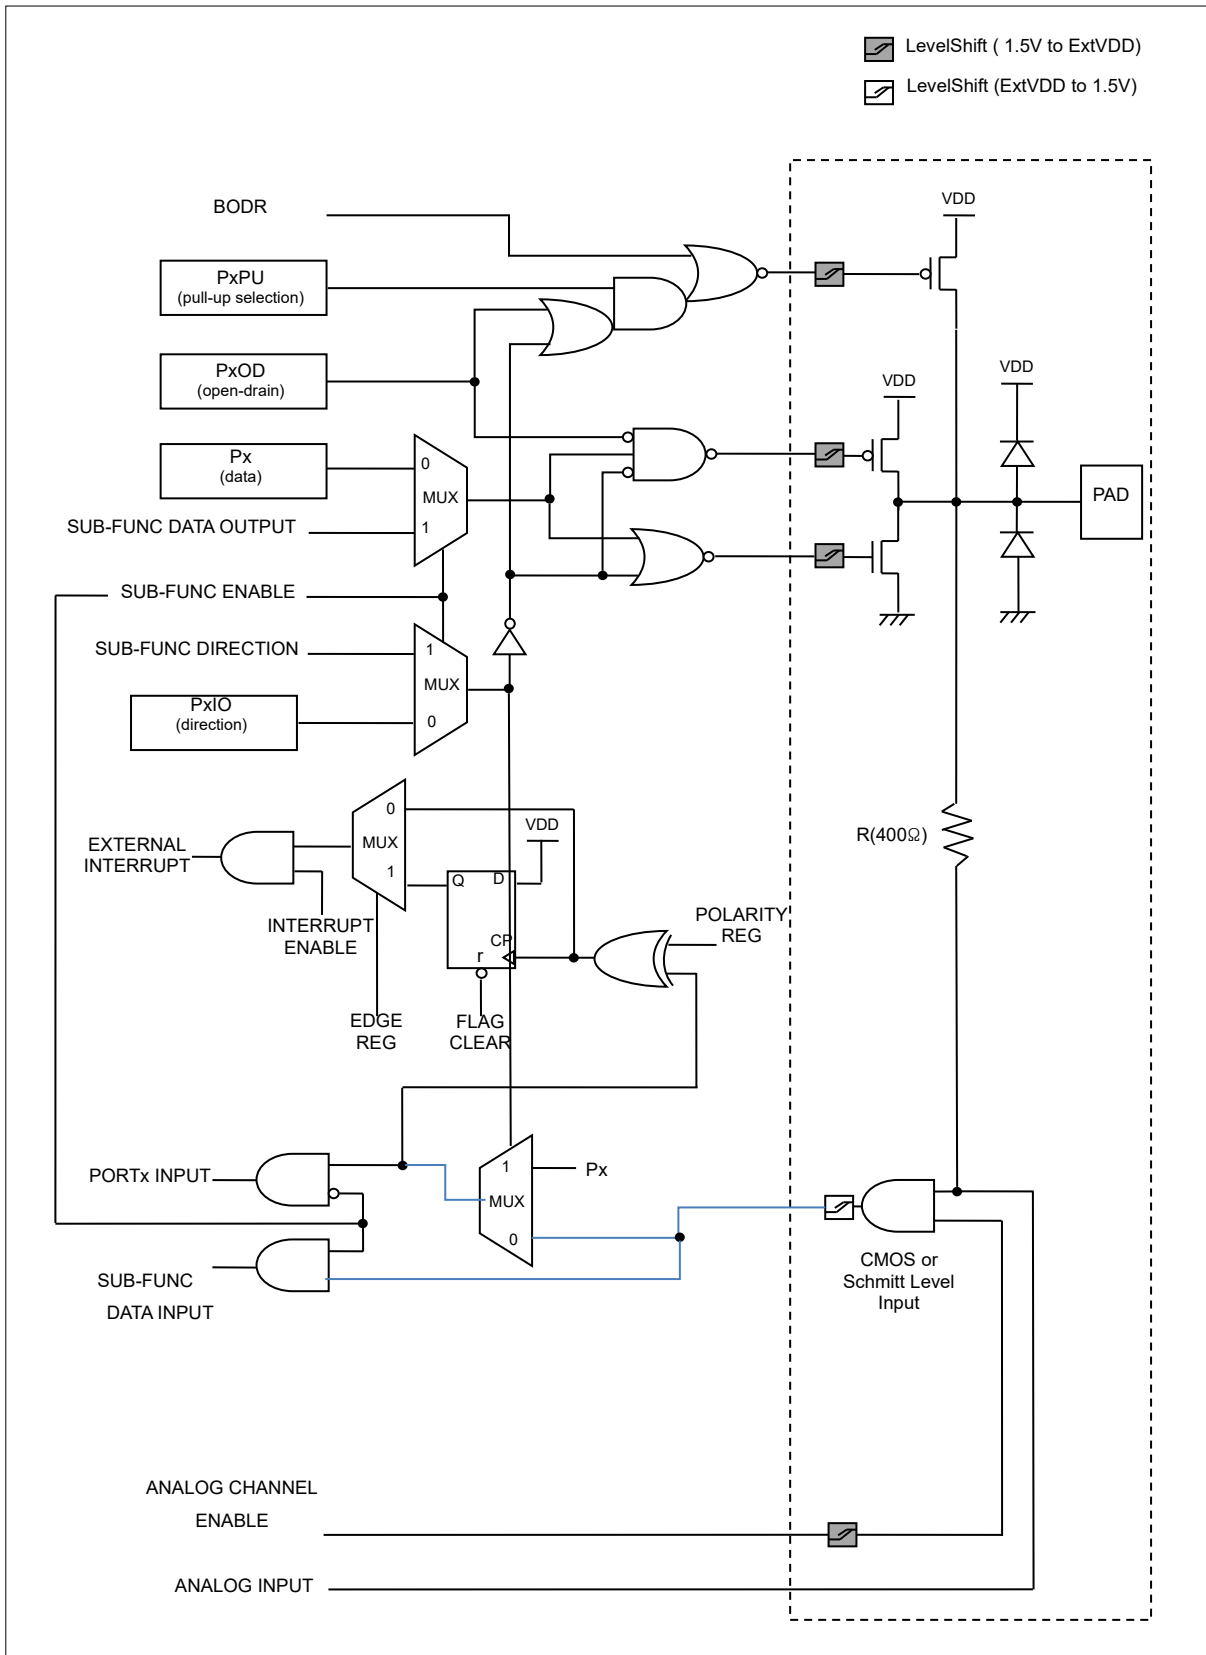 LevelShift ( 1.5V to ExtVDD)
LevelShift (ExtVDD to 1.5V)
VDD
BODR
PxPU
(pull-up selection)
PxOD
(open-drain)
VDD
VDD
Px
(data)
0
MUX
1
PAD
SUB-FUNC DATA OUTPUT
SUB-FUNC ENABLE
SUB-FUNC DIRECTION
1
MUX
0
PxIO
(direction)
0
MUX
1
VDD
R(400Ω)
EXTERNAL
INTERRUPT
Q
D
CP
r
INTERRUPT
ENABLE
POLARITY
REG
EDGE
REG
FLAG
CLEAR
PORTx INPUT
1
MUX
0
Px
SUB-FUNC
DATA INPUT
CMOS or
Schmitt Level
Input
ANALOG CHANNEL
ENABLE
ANALOG INPUT